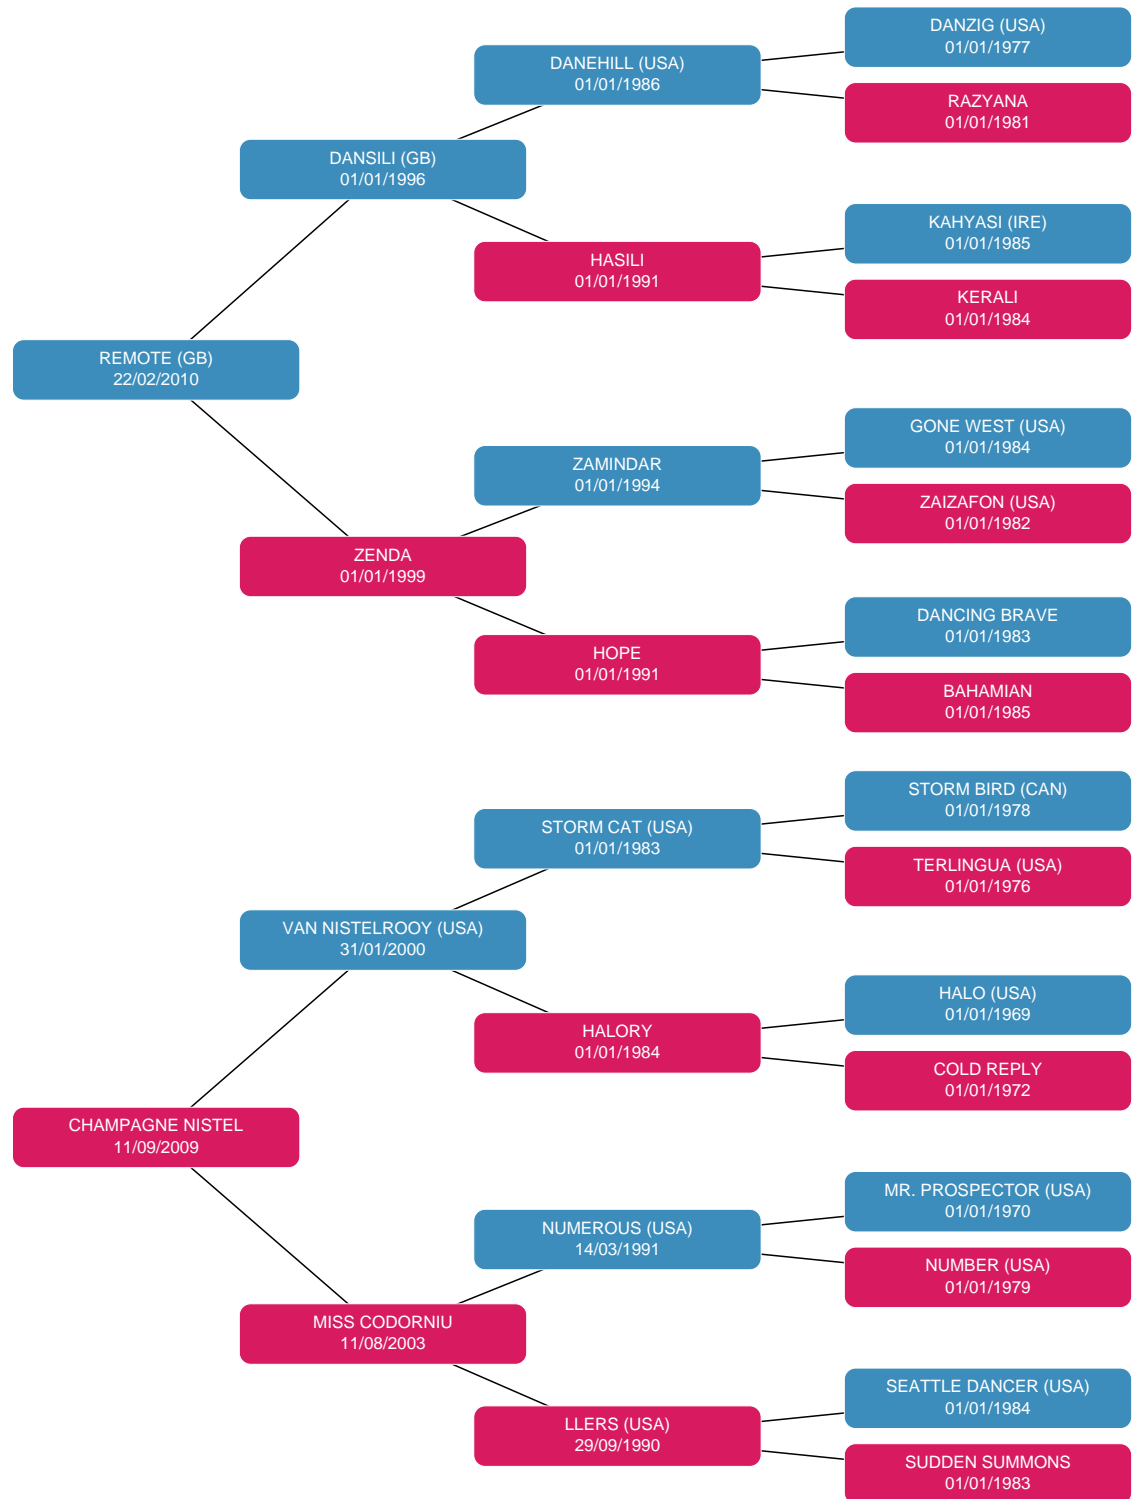 DANZIG (USA)
01/01/1977
DANEHILL (USA)
01/01/1986
RAZYANA
01/01/1981
DANSILI (GB)
01/01/1996
KAHYASI (IRE)
01/01/1985
HASILI
01/01/1991
KERALI
01/01/1984
REMOTE (GB)
22/02/2010
GONE WEST (USA)
01/01/1984
ZAMINDAR
01/01/1994
ZAIZAFON (USA)
01/01/1982
ZENDA
01/01/1999
DANCING BRAVE
01/01/1983
HOPE
01/01/1991
BAHAMIAN
01/01/1985
STORM BIRD (CAN)
01/01/1978
STORM CAT (USA)
01/01/1983
TERLINGUA (USA)
01/01/1976
VAN NISTELROOY (USA)
31/01/2000
HALO (USA)
01/01/1969
HALORY
01/01/1984
COLD REPLY
01/01/1972
CHAMPAGNE NISTEL
11/09/2009
MR. PROSPECTOR (USA)
01/01/1970
NUMEROUS (USA)
14/03/1991
NUMBER (USA)
01/01/1979
MISS CODORNIU
11/08/2003
SEATTLE DANCER (USA)
01/01/1984
LLERS (USA)
29/09/1990
SUDDEN SUMMONS
01/01/1983